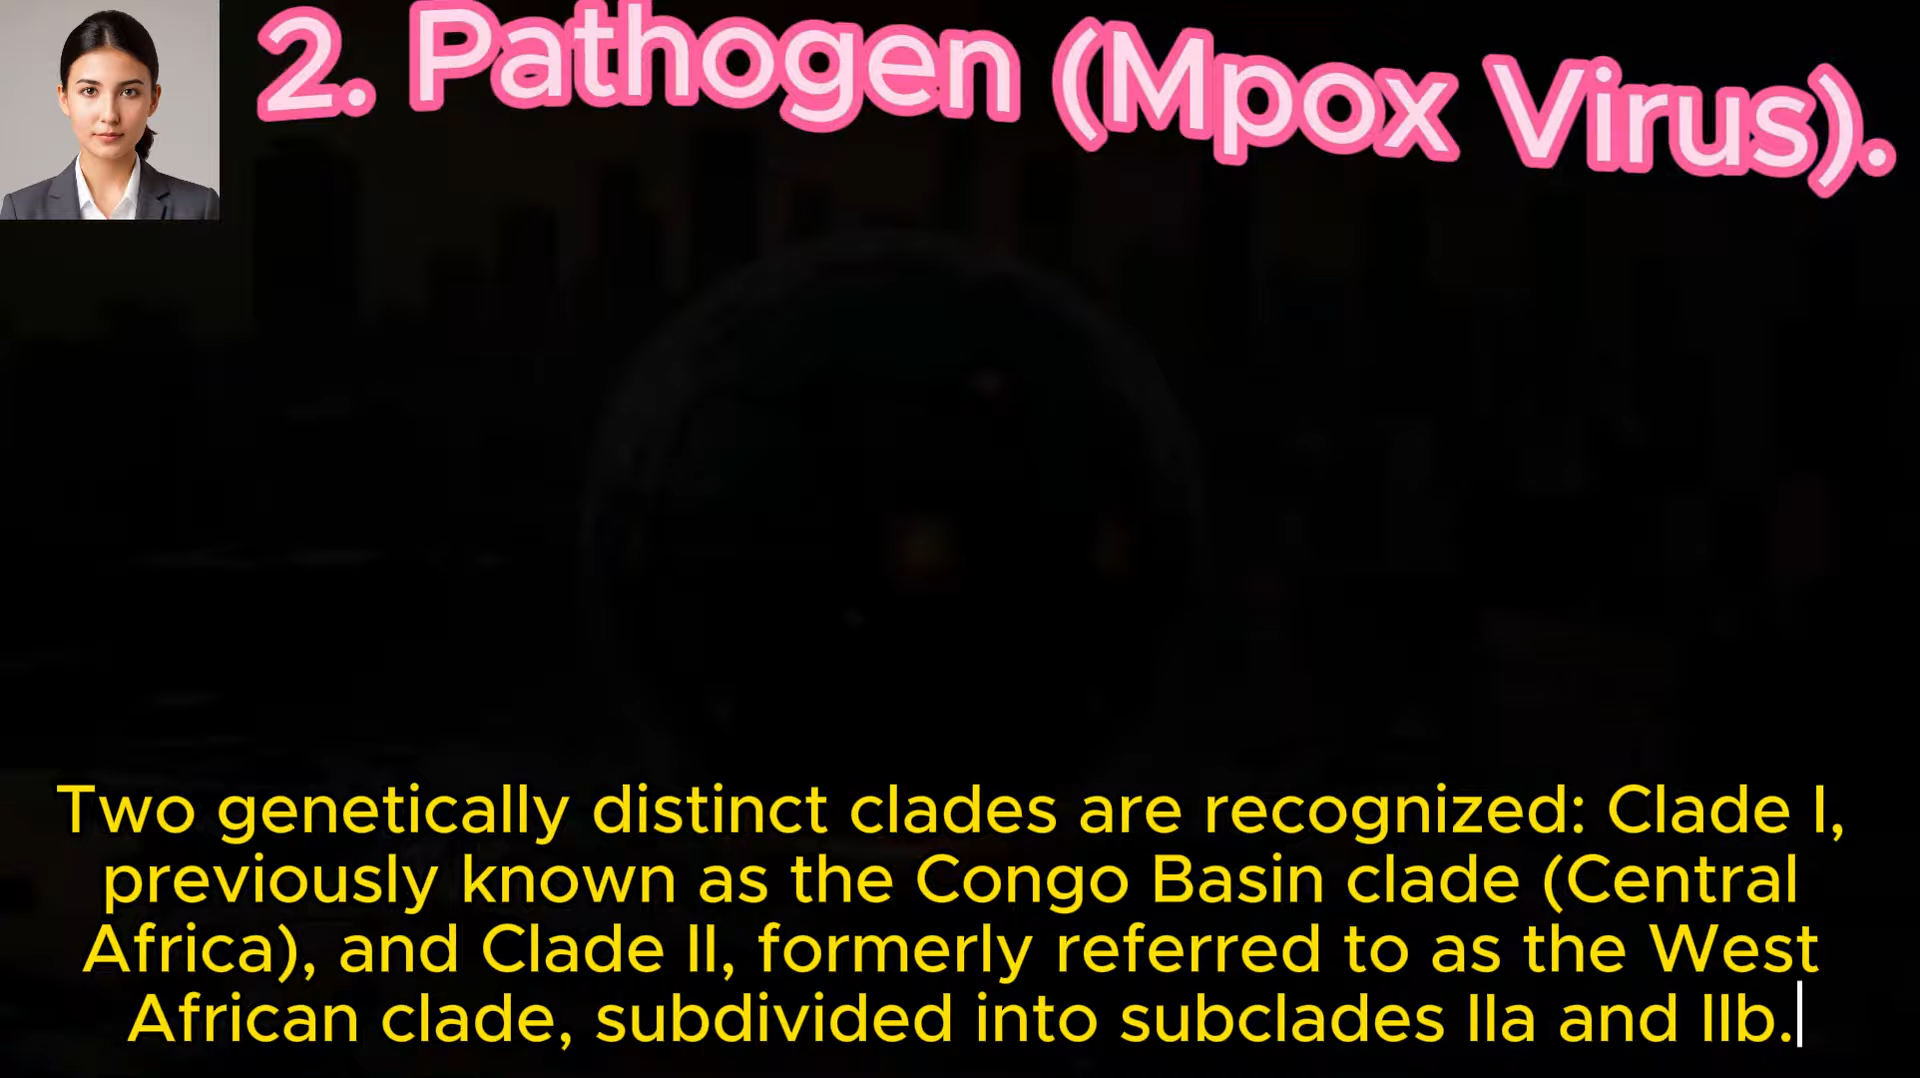 2. Pathogen (Mpox Virus).
Two genetically distinct clades are recognized: Clade I,
previously known as the Congo Basin clade (Central
Africa), and Clade II, formerly referred to as the West
African clade, subdivided into subclades IIa and IIb.